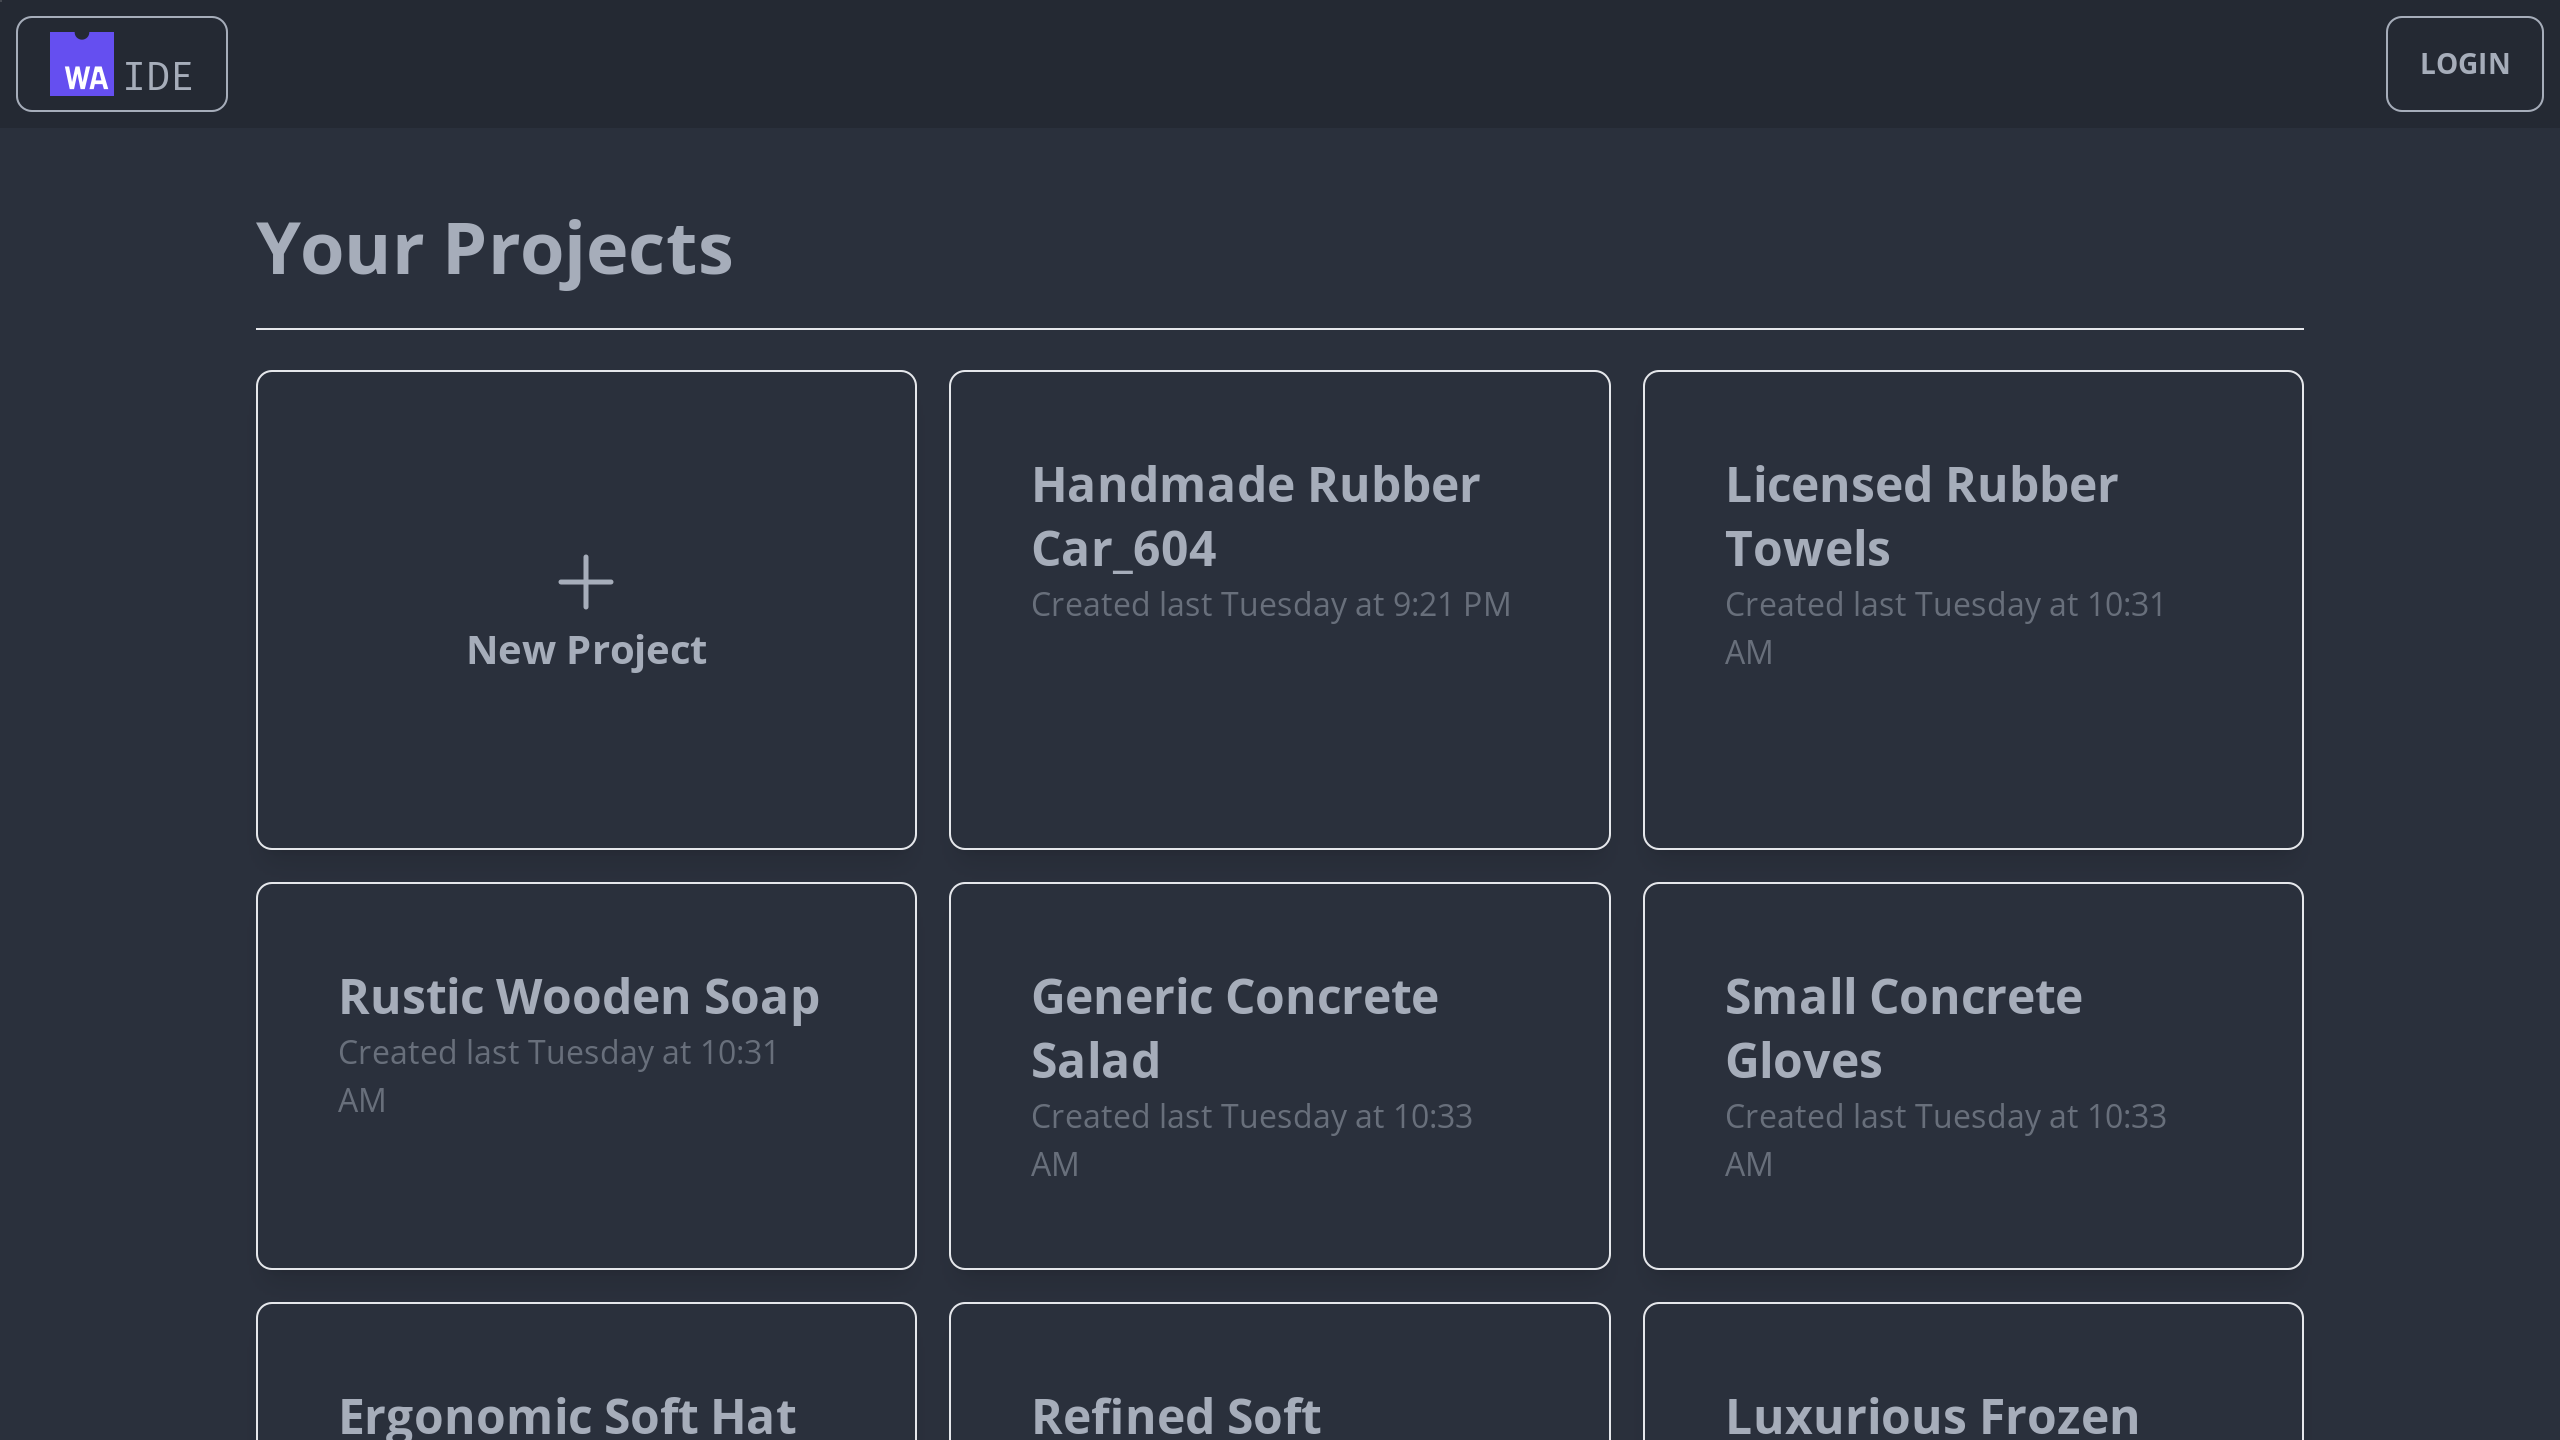 WA IDE
LOGIN
Your Projects
New Project
Handmade Rubber
Car_604
Created last Tuesday at 9:21 PM
Licensed Rubber
Towels
Created last Tuesday at 10:31
AM
Rustic Wooden Soap
Created last Tuesday at 10:31
AM
Generic Concrete
Salad
Created last Tuesday at 10:33
AM
Small Concrete
Gloves
Created last Tuesday at 10:33
AM
Ergonomic Soft Hat
Refined Soft
Luxurious Frozen